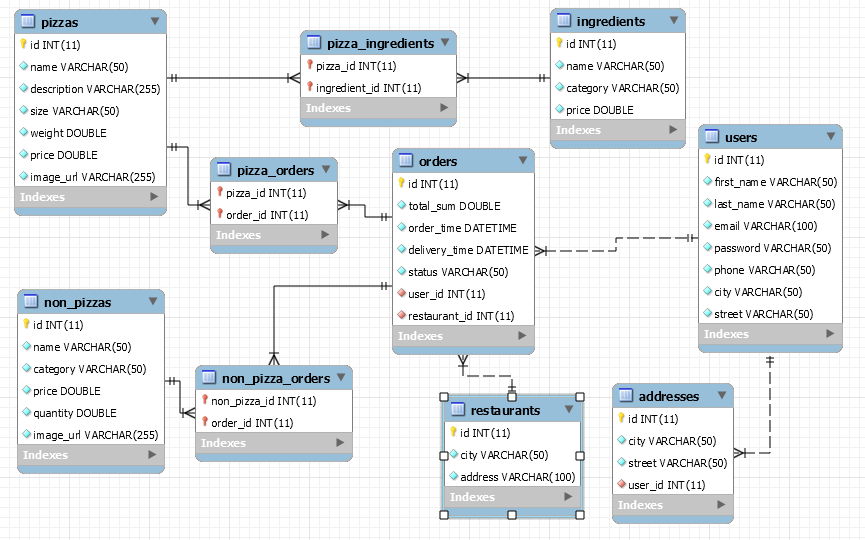 pizzas
id INT(11)
name VARCHAR(50)
description VARCHAR(255)
size VARCHAR(50)
weight DOUBLE
price DOUBLE
image_url VARCHAR(255)
Indexes
pizza_ingredients
pizza_id INT(11)
ingredient_id INT(11)
Indexes
ingredients
id INT(11)
name VARCHAR(50)
category VARCHAR(50)
price DOUBLE
Indexes
pizza_orders
pizza_id INT(11)
order_id INT(11)
Indexes
orders
id INT(11)
total_sum DOUBLE
order_time DATETIME
delivery_time DATETIME
status VARCHAR(50)
user_id INT(11)
restaurant_id INT(11)
Indexes
users
id INT(11)
first_name VARCHAR(50)
last_name VARCHAR(50)
email VARCHAR(100)
password VARCHAR(50)
phone VARCHAR(50)
city VARCHAR(50)
street VARCHAR(50)
Indexes
non_pizzas
id INT(11)
name VARCHAR(50)
category VARCHAR(50)
price DOUBLE
quantity DOUBLE
image_url VARCHAR(255)
Indexes
non_pizza_orders
non_pizza_id INT(11)
order_id INT(11)
Indexes
restaurants
id INT(11)
city VARCHAR(50)
address VARCHAR(100)
Indexes
addresses
id INT(11)
city VARCHAR(50)
street VARCHAR(50)
user_id INT(11)
Indexes